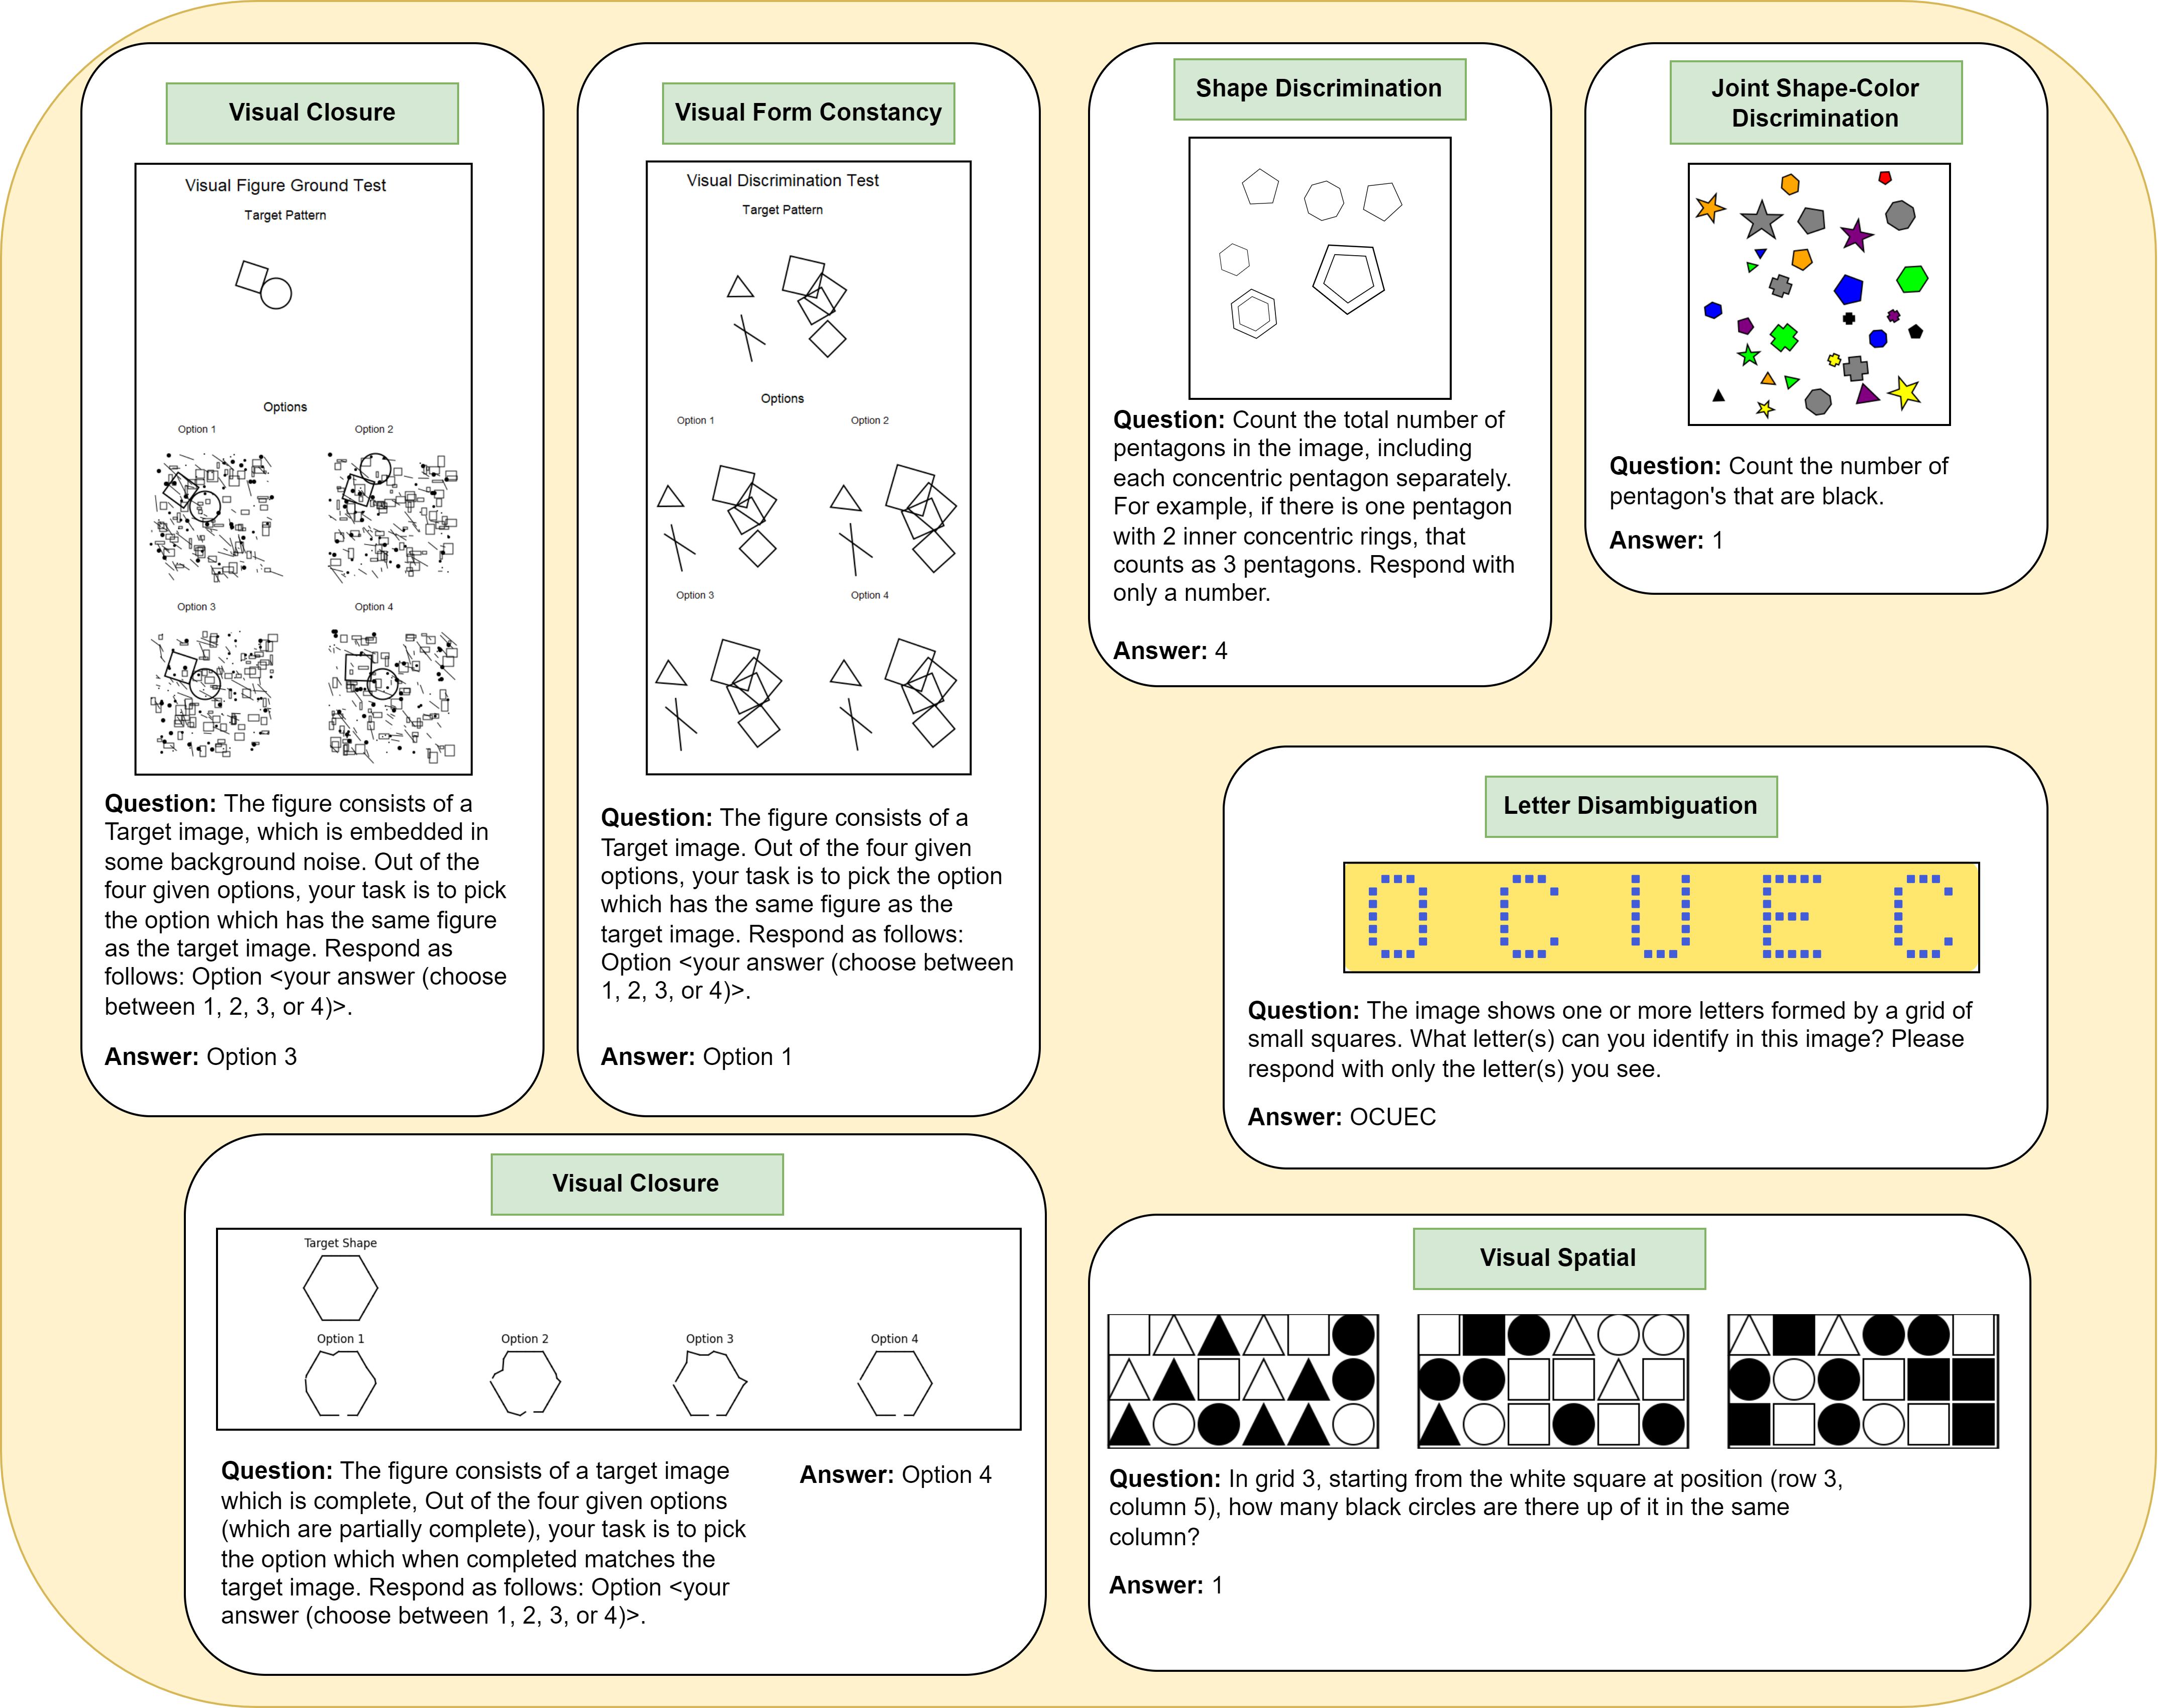 Visual Closure
Visual Figure Ground Test
Target Pattern
Options
Option 1
Option 2
Option 3
Option 4
Question: The figure consists of a
Target image, which is embedded in
some background noise. Out of the
four given options, your task is to pick
the option which has the same figure
as the target image. Respond as
follows: Option <your answer (choose
between 1, 2, 3, or 4)>.
Answer: Option 3
Visual Form Constancy
Visual Discrimination Test
Target Pattern
Options
Option 1
Option 2
Option 3
Option 4
Question: The figure consists of a
Target image. Out of the four given
options, your task is to pick the option
which has the same figure as the
target image. Respond as follows:
Option <your answer (choose between
1, 2, 3, or 4)>.
Answer: Option 1
Shape Discrimination
Question: Count the total number of
pentagons in the image, including
each concentric pentagon separately.
For example, if there is one pentagon
with 2 inner concentric rings, that
counts as 3 pentagons. Respond with
only a number.
Answer: 4
Joint Shape-Color
Discrimination
Question: Count the number of
pentagon's that are black.
Answer: 1
Letter Disambiguation
O C U E C
Question: The image shows one or more letters formed by a grid of
small squares. What letter(s) can you identify in this image? Please
respond with only the letter(s) you see.
Answer: OCUEC
Visual Closure
Target Shape
Option 1
Option 2
Option 3
Option 4
Question: The figure consists of a target image
which is complete, Out of the four given options
(which are partially complete), your task is to pick
the option which when completed matches the
target image. Respond as follows: Option <your
answer (choose between 1, 2, 3, or 4)>.
Answer: Option 4
Visual Spatial
Question: In grid 3, starting from the white square at position (row 3,
column 5), how many black circles are there up of it in the same
column?
Answer: 1